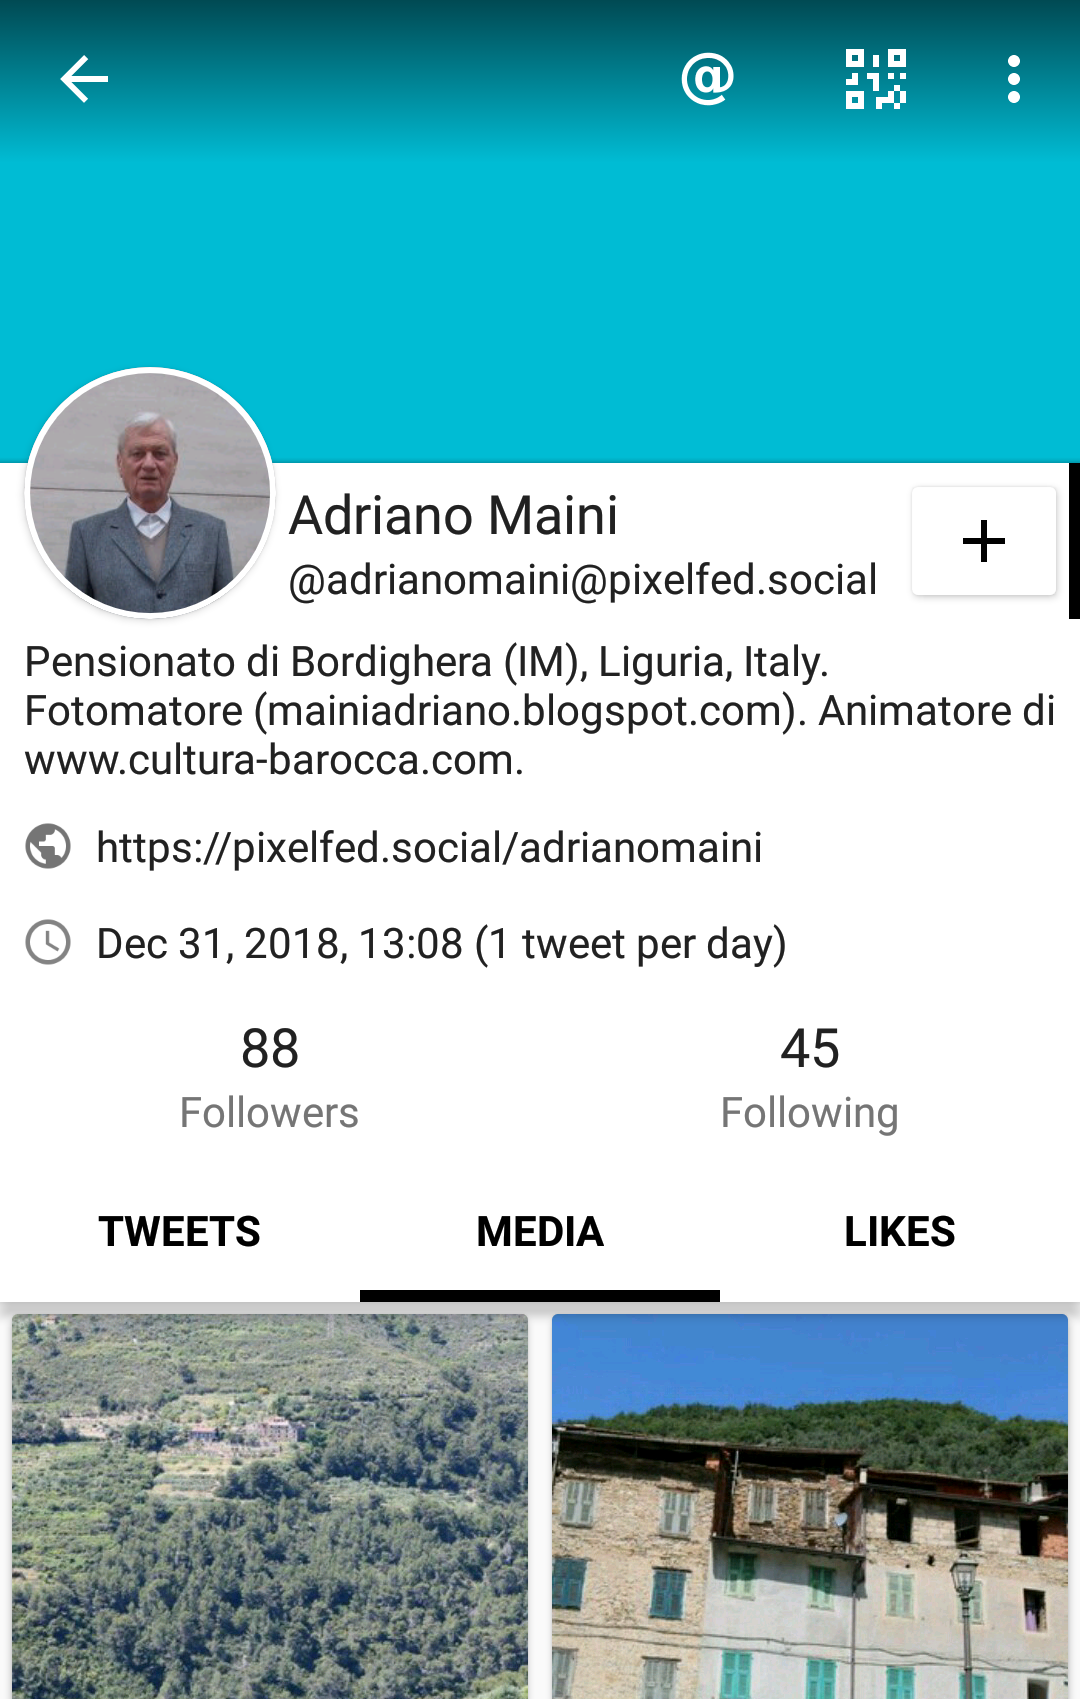 Adriano Maini
@adrianomaini@pixelfed.social
Pensionato di Bordighera (IM), Liguria, Italy.
Fotomatore (mainiadriano.blogspot.com). Animatore di
www.cultura-barocca.com.
https://pixelfed.social/adrianomaini
Dec 31, 2018, 13:08 (1 tweet per day)
88
Followers
45
Following
TWEETS
MEDIA
LIKES